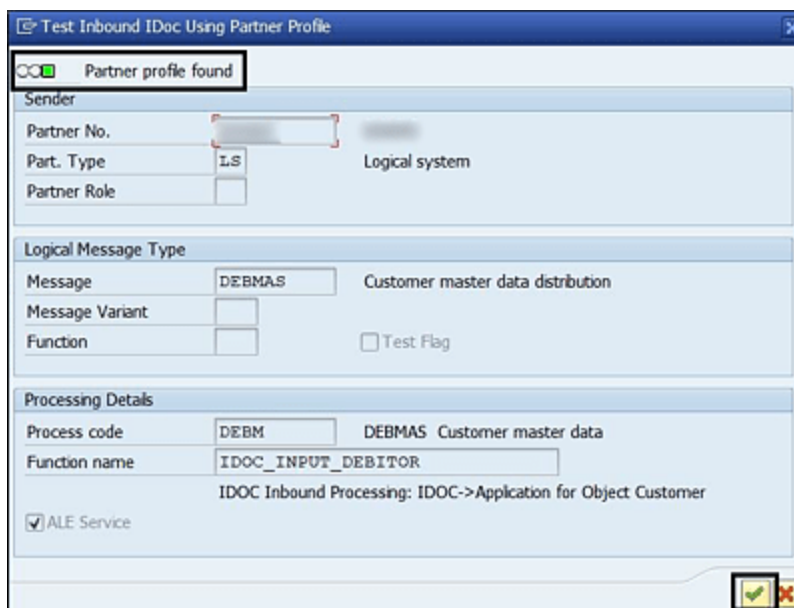 Test Inbound IDoc Using Partner Profile
Partner profile found
Sender
Partner No.
Part. Type LS Logical system
Partner Role
Logical Message Type
Message DEBMAS Customer master data distribution
Message Variant
Function Test Flag
Processing Details
Process code DEBM DEBMAS Customer master data
Function name IDOC_INPUT_DEBITOR
IDOC Inbound Processing: IDOC->Application for Object Customer
ALE Service